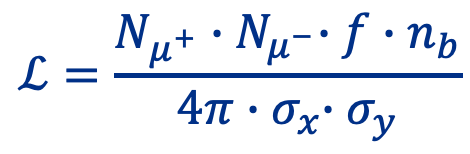 ℒ = (N_μ⁺ · N_μ⁻ · f · n_b) / (4π · σ_x · σ_y)